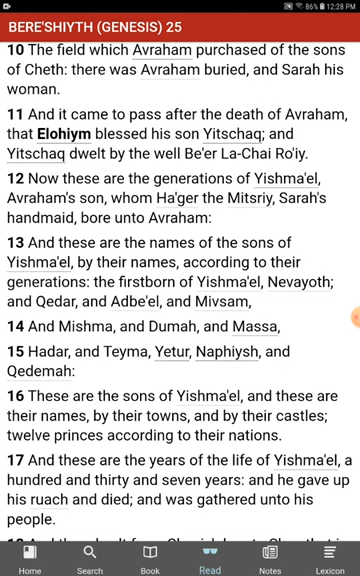 86% 12:28 PM
BERE'SHIYTH (GENESIS) 25
10 The field which Avraham purchased of the sons
of Cheth: there was Avraham buried, and Sarah his
woman.
11 And it came to pass after the death of Avraham,
that Elohiym blessed his son Yitschaq; and
Yitschaq dwelt by the well Be'er La-Chai Ro'iy.
12 Now these are the generations of Yishma'el,
Avraham's son, whom Ha'ger the Mitsriy, Sarah's
handmaid, bore unto Avraham:
13 And these are the names of the sons of
Yishma'el, by their names, according to their
generations: the firstborn of Yishma'el, Nevayoth;
and Qedar, and Adbe'el, and Mivsam,
14 And Mishma, and Dumah, and Massa,
15 Hadar, and Teyma, Yetur, Naphiysh, and
Qedemah:
16 These are the sons of Yishma'el, and these are
their names, by their towns, and by their castles;
twelve princes according to their nations.
17 And these are the years of the life of Yishma'el, a
hundred and thirty and seven years: and he gave up
his ruach and died; and was gathered unto his
people.
Home Search Book Read Notes Lexicon